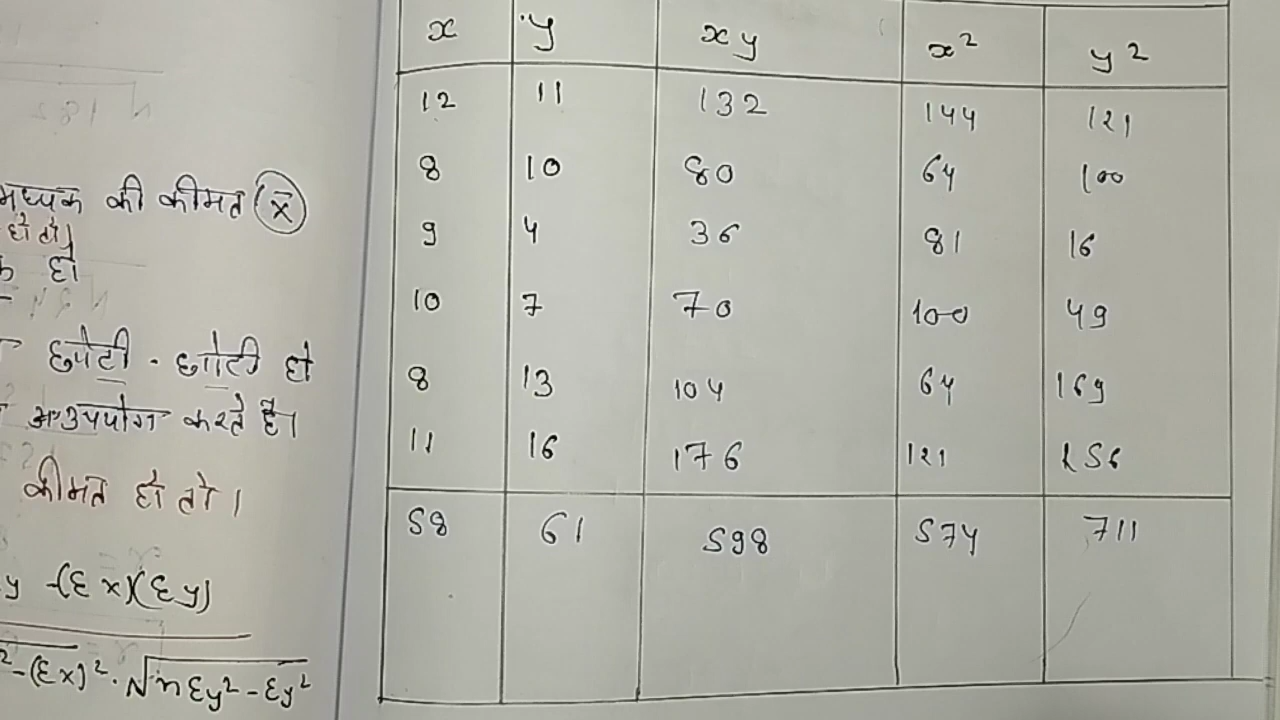 मध्यक की कीमत x̄
हो तो।
हो
छोटी - छोटी हो
उपयोग करते है।
कीमत हो तो।
y -(Σx)(Σy)
²-(Σx)² · √nΣy² - Σy²
x y xy x² y²
12 11 132 144 121
8 10 80 64 100
9 4 36 81 16
10 7 70 100 49
8 13 104 64 169
11 16 176 121 256
58 61 598 574 711